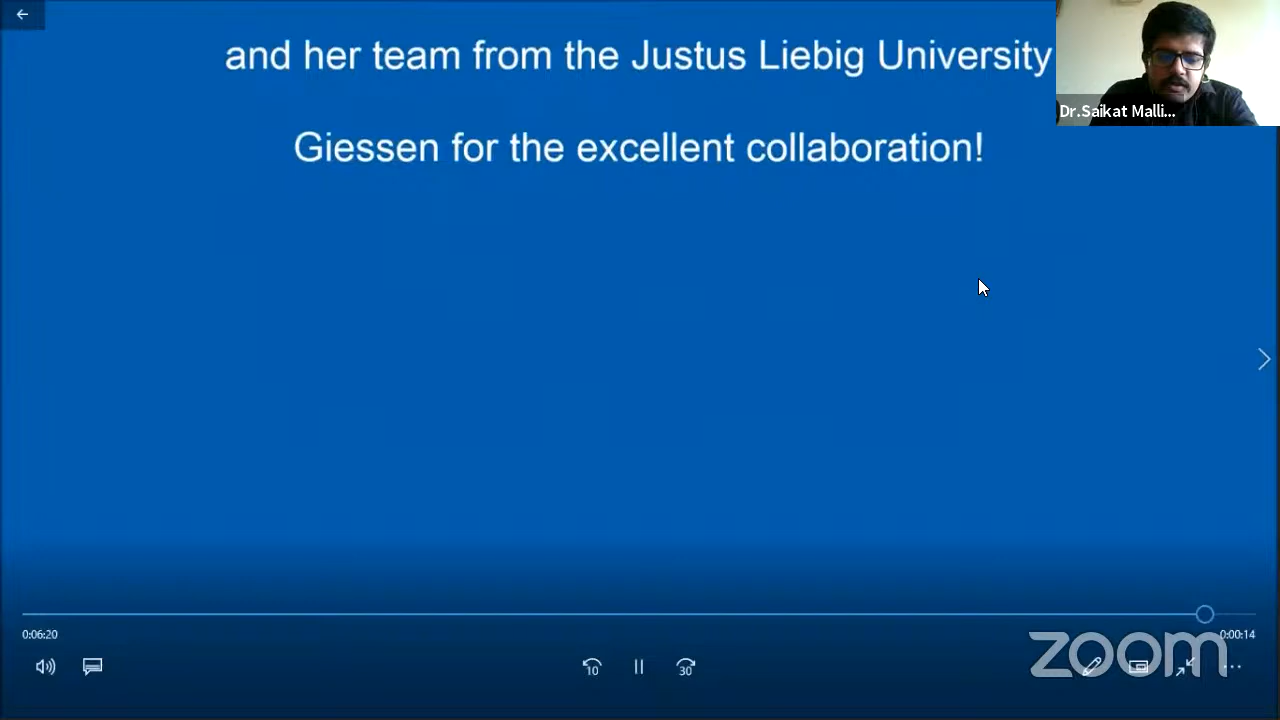 and her team from the Justus Liebig University
Giessen for the excellent collaboration!
Dr.Saikat Malli...
0:06:20
0:00:14
10
30
zoom